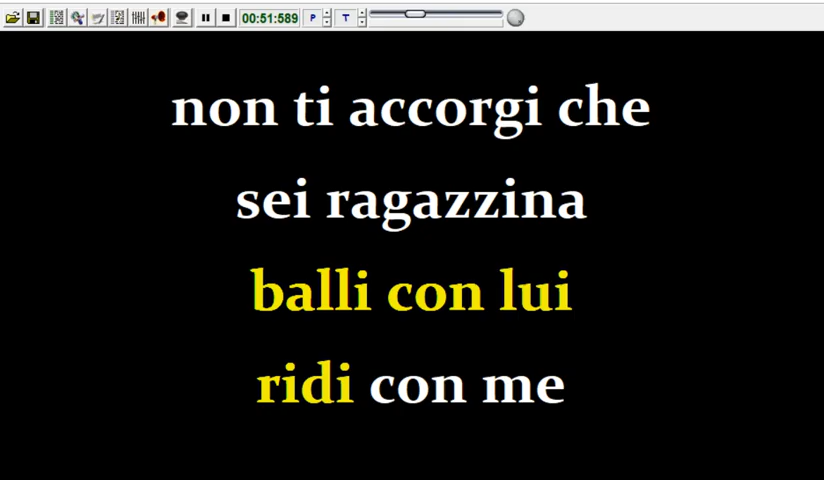 00:51:589 P T
non ti accorgi che
sei ragazzina
balli con lui
ridi con me